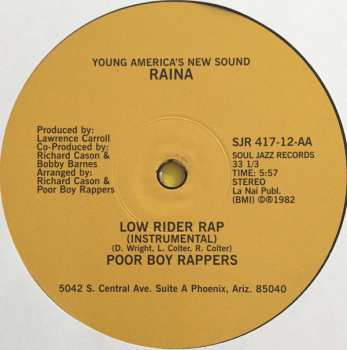 YOUNG AMERICA'S NEW SOUND
RAINA
Produced by:
Lawrence Carroll
Co-Produced by:
Richard Cason &
Bobby Barnes
Arranged by:
Richard Cason &
Poor Boy Rappers
SJR 417-12-AA
SOUL JAZZ RECORDS
33 1/3
TIME: 5:57
STEREO
La Nai Publ.
(BMI) ©℗1982
LOW RIDER RAP
(INSTRUMENTAL)
(D. Wright, L. Colter, R. Colter)
POOR BOY RAPPERS
5042 S. Central Ave. Suite A Phoenix, Ariz. 85040